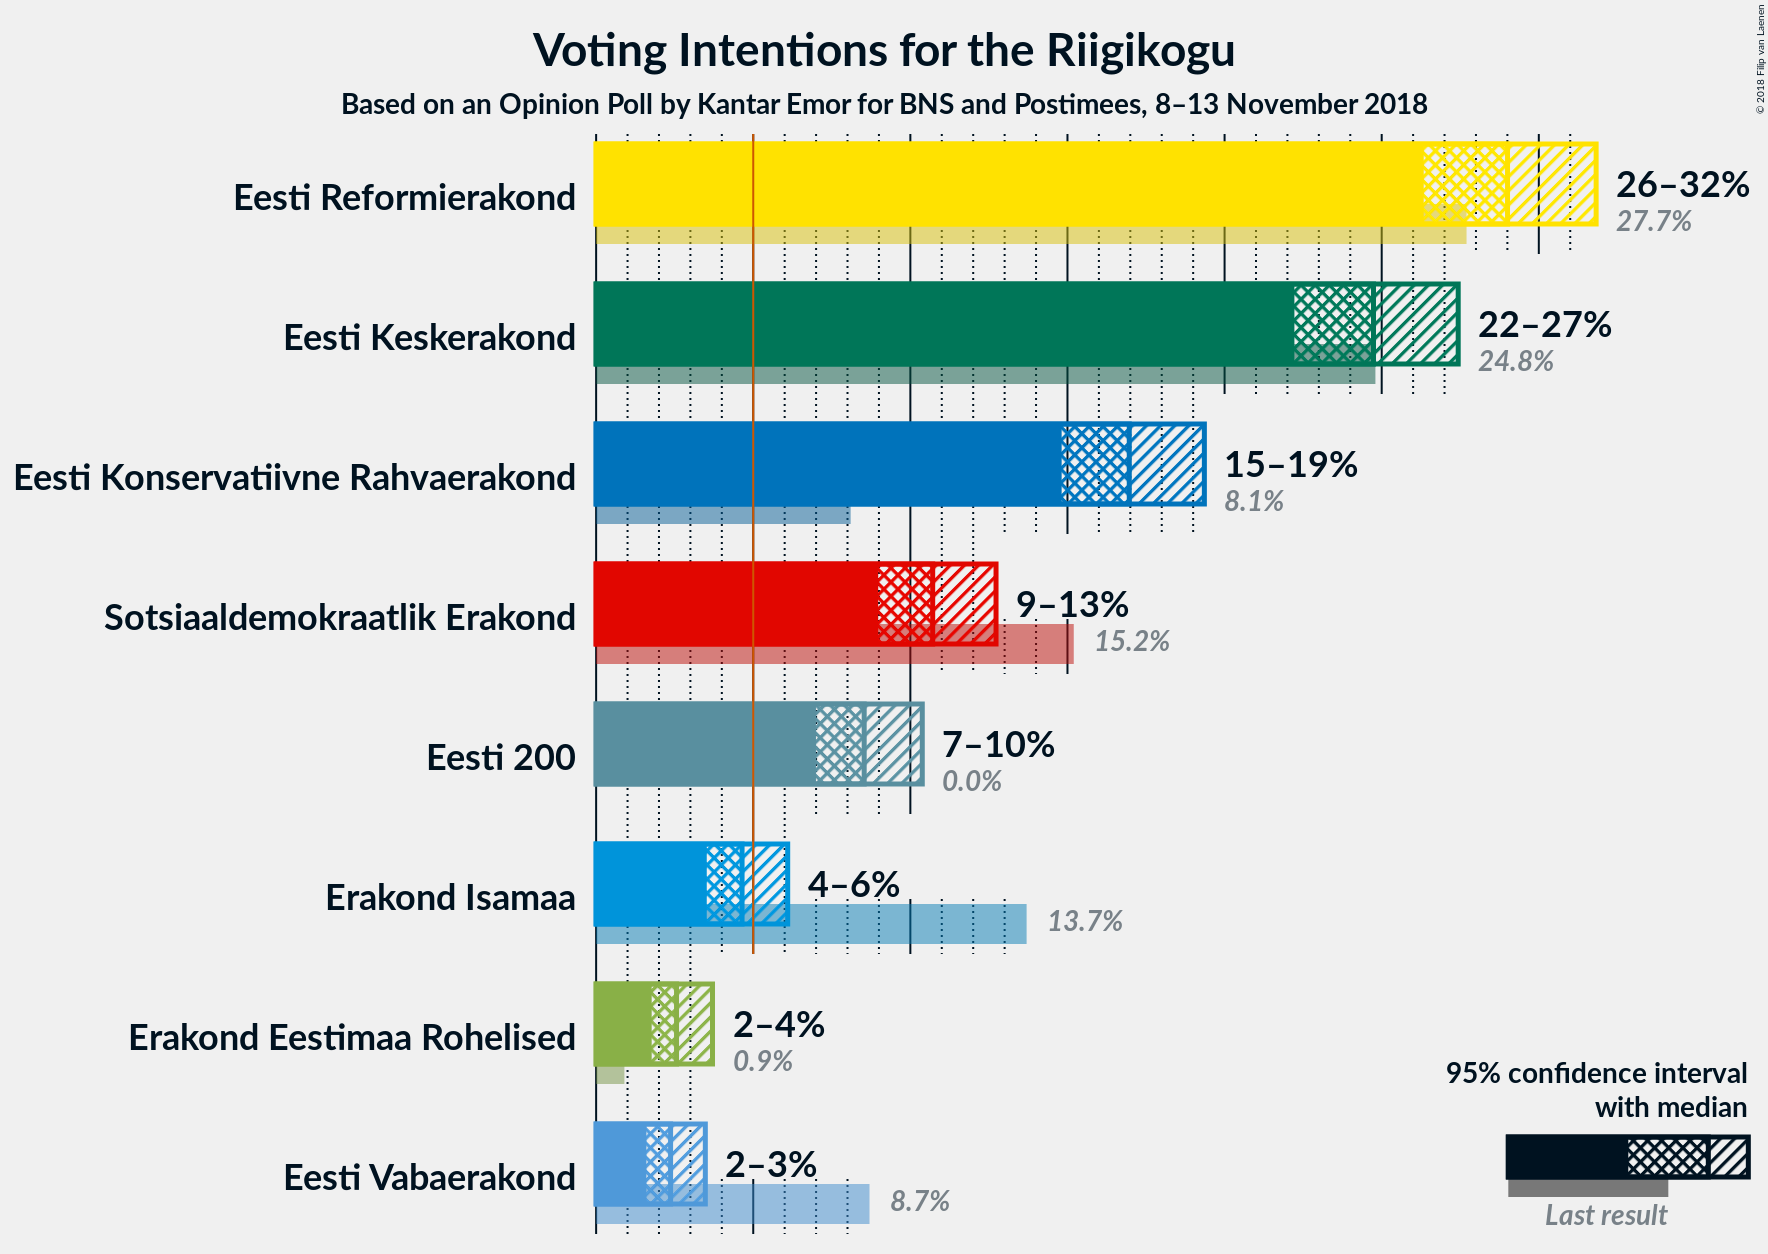 Voting Intentions for the Riigikogu
Based on an Opinion Poll by Kantar Emor for BNS and Postimees, 8–13 November 2018
© 2018 Filip van Laenen
Eesti Reformierakond
26–32%
27.7%
Eesti Keskerakond
22–27%
24.8%
Eesti Konservatiivne Rahvaerakond
15–19%
8.1%
Sotsiaaldemokraatlik Erakond
9–13%
15.2%
Eesti 200
7–10%
0.0%
Erakond Isamaa
4–6%
13.7%
Erakond Eestimaa Rohelised
2–4%
0.9%
Eesti Vabaerakond
2–3%
8.7%
95% confidence interval
with median
Last result